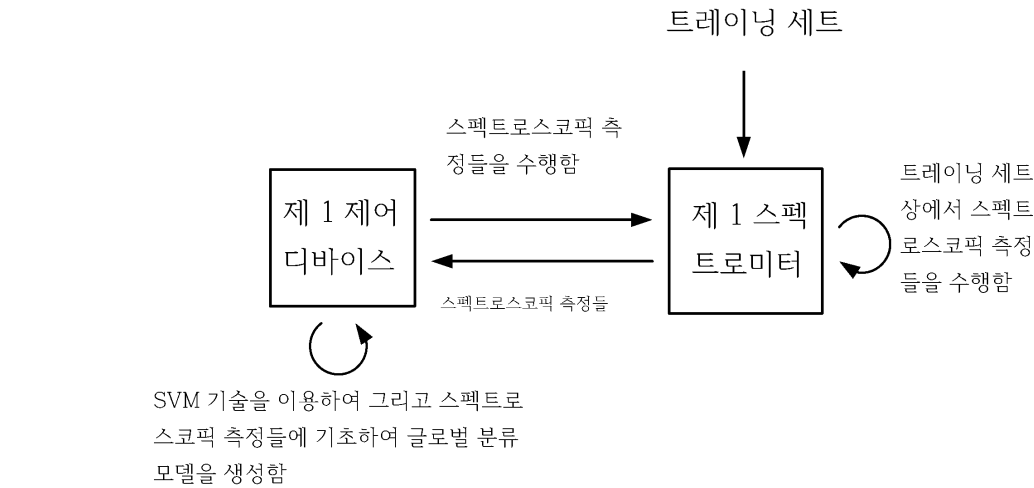 트레이닝 세트
스펙트로스코픽 측
정들을 수행함
제 1 제어
디바이스
제 1 스펙
트로미터
트레이닝 세트
상에서 스펙트
로스코픽 측정
들을 수행함
스펙트로스코픽 측정들
SVM 기술을 이용하여 그리고 스펙트로
스코픽 측정들에 기초하여 글로벌 분류
모델을 생성함